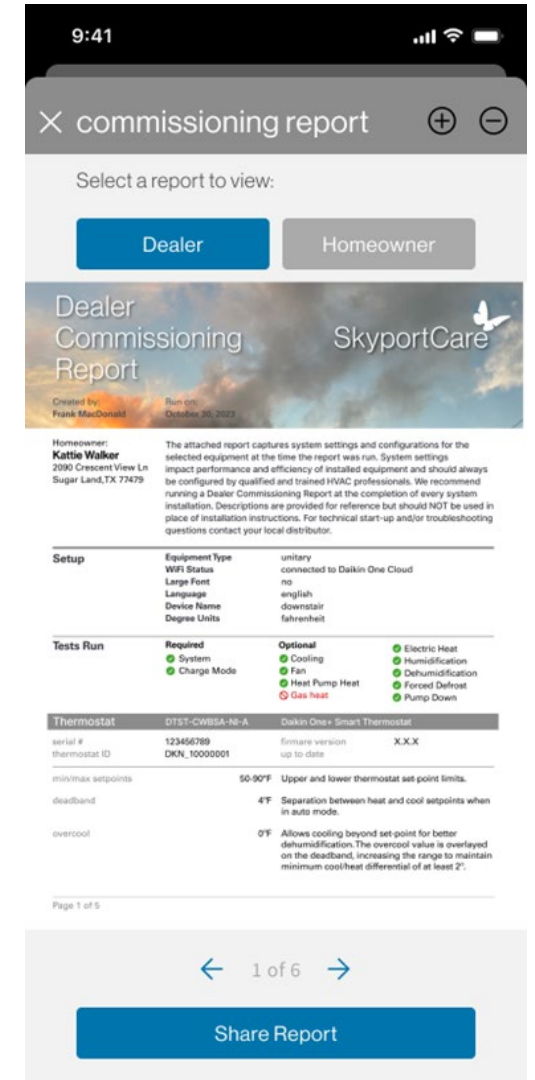 9:41
commissioning report
Select a report to view:
Dealer
Homeowner
Dealer
Commissioning
Report
SkyportCare
Created by:
Frank MacDonald
Run on:
October 30, 2023
Homeowner:
Kattie Walker
2090 Crescent View Ln
Sugar Land,TX 77479
The attached report captures system settings and configurations for the
selected equipment at the time the report was run. System settings
impact performance and efficiency of installed equipment and should always
be configured by qualified and trained HVAC professionals. We recommend
running a Dealer Commissioning Report at the completion of every system
installation. Descriptions are provided for reference but should NOT be used in
place of installation instructions. For technical start-up and/or troubleshooting
questions contact your local distributor.
Setup
Equipment Type unitary
WiFi Status connected to Daikin One Cloud
Large Font no
Language english
Device Name downstair
Degree Units fahrenheit
Tests Run
Required
System
Charge Mode
Optional
Cooling
Fan
Heat Pump Heat
Gas heat
Electric Heat
Humidification
Dehumidification
Forced Defrost
Pump Down
Thermostat DTST-CWBSA-NI-A Daikin One+ Smart Thermostat
serial # 123456789 firmare version X.X.X
thermostat ID DKN_10000001 up to date
min/max setpoints 50-90°F Upper and lower thermostat set-point limits.
deadband 4°F Separation between heat and cool setpoints when
in auto mode.
overcool 0°F Allows cooling beyond set-point for better
dehumidification. The overcool value is overlayed
on the deadband, increasing the range to maintain
minimum cool/heat differential of at least 2°.
Page 1 of 5
1 of 6
Share Report